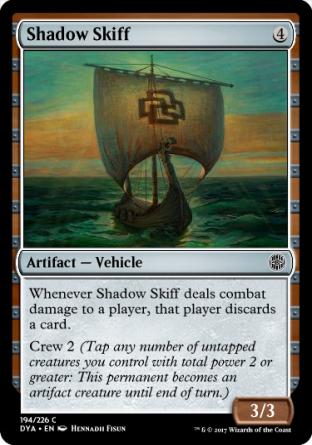 Shadow Skiff 4
Artifact — Vehicle
Whenever Shadow Skiff deals combat
damage to a player, that player discards
a card.
Crew 2 (Tap any number of untapped
creatures you control with total power 2 or
greater: This permanent becomes an
artifact creature until end of turn.)
3/3
194/226 C
DYA • EN Hennadii Fisun
™ & © 2017 Wizards of the Coast